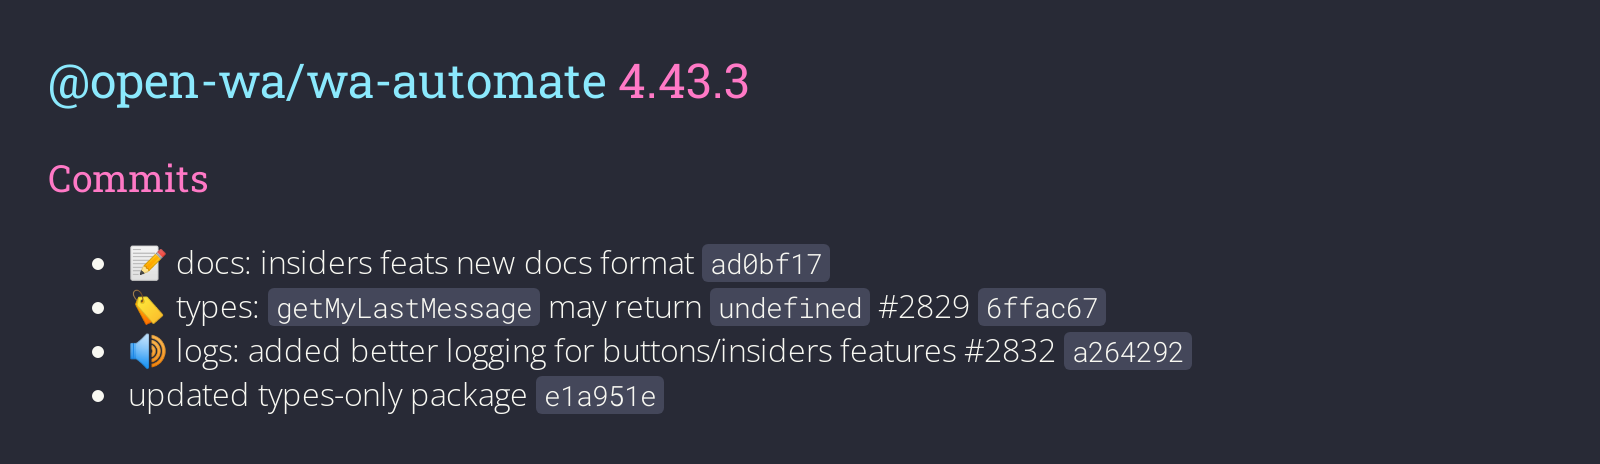 @open-wa/wa-automate 4.43.3
Commits
📝 docs: insiders feats new docs format ad0bf17
🏷️ types: getMyLastMessage may return undefined #2829 6ffac67
🔊 logs: added better logging for buttons/insiders features #2832 a264292
updated types-only package e1a951e